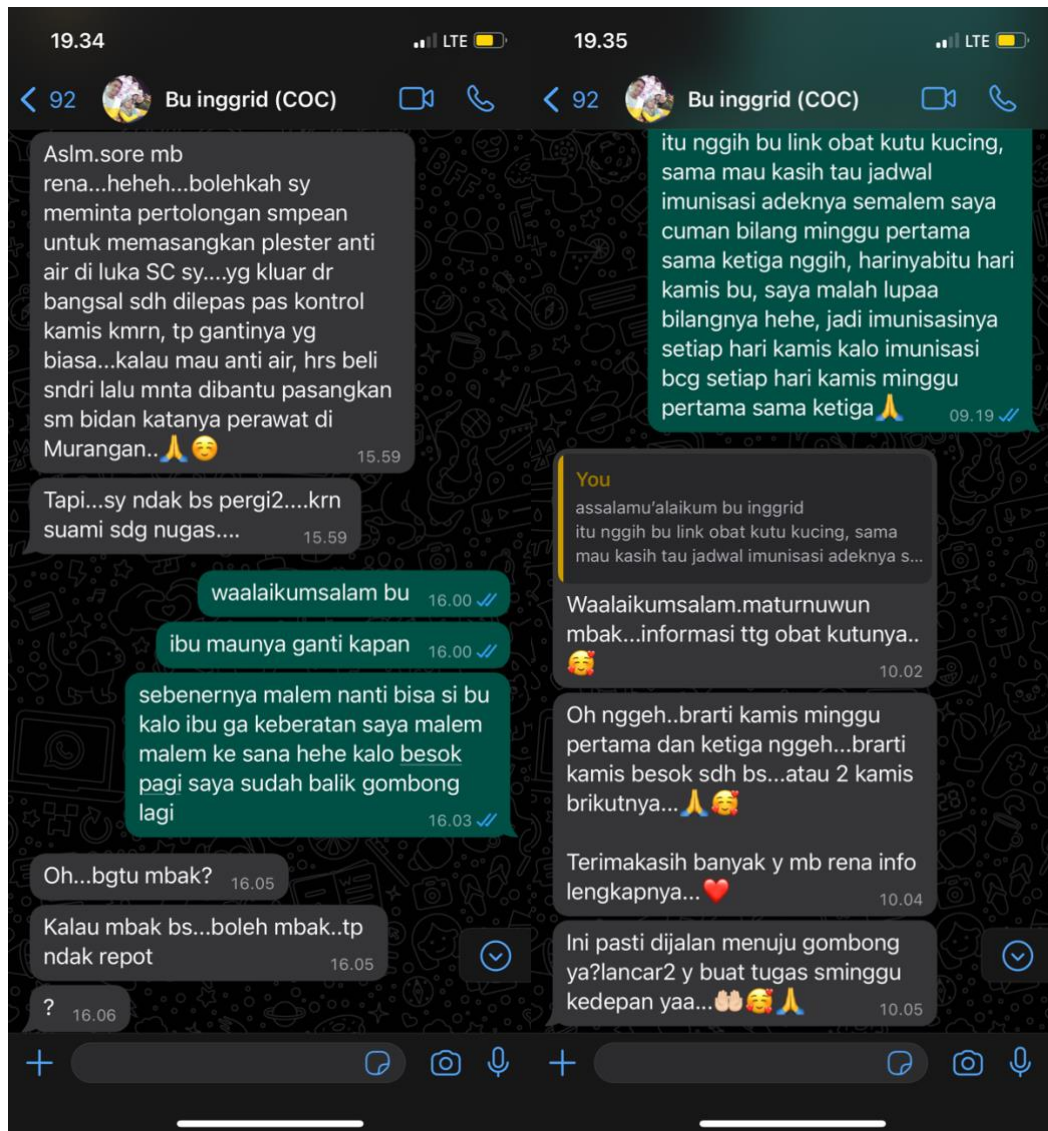 19.34
LTE
92
Bu inggrid (COC)
Aslm.sore mb
rena...heheh...bolehkah sy
meminta pertolongan smpean
untuk memasangkan plester anti
air di luka SC sy....yg kluar dr
bangsal sdh dilepas pas kontrol
kamis kmrn, tp gantinya yg
biasa...kalau mau anti air, hrs beli
sndri lalu mnta dibantu pasangkan
sm bidan katanya perawat di
Murangan..🙏☺️
15.59
Tapi...sy ndak bs pergi2....krn
suami sdg nugas....
15.59
waalaikumsalam bu
16.00
ibu maunya ganti kapan
16.00
sebenernya malem nanti bisa si bu
kalo ibu ga keberatan saya malem
malem ke sana hehe kalo besok
pagi saya sudah balik gombong
lagi
16.03
Oh...bgtu mbak?
16.05
Kalau mbak bs...boleh mbak..tp
ndak repot
16.05
?
16.06
19.35
LTE
92
Bu inggrid (COC)
itu nggih bu link obat kutu kucing,
sama mau kasih tau jadwal
imunisasi adeknya semalem saya
cuman bilang minggu pertama
sama ketiga nggih, harinyabitu hari
kamis bu, saya malah lupaa
bilangnya hehe, jadi imunisasinya
setiap hari kamis kalo imunisasi
bcg setiap hari kamis minggu
pertama sama ketiga🙏
09.19
You
assalamu'alaikum bu inggrid
itu nggih bu link obat kutu kucing, sama
mau kasih tau jadwal imunisasi adeknya s...
Waalaikumsalam.maturnuwun
mbak...informasi ttg obat kutunya..
🥰
10.02
Oh nggeh..brarti kamis minggu
pertama dan ketiga nggeh...brarti
kamis besok sdh bs...atau 2 kamis
brikutnya...🙏🥰
Terimakasih banyak y mb rena info
lengkapnya...❤️
10.04
Ini pasti dijalan menuju gombong
ya?lancar2 y buat tugas sminggu
kedepan yaa...🤲🏻🥰🙏
10.05